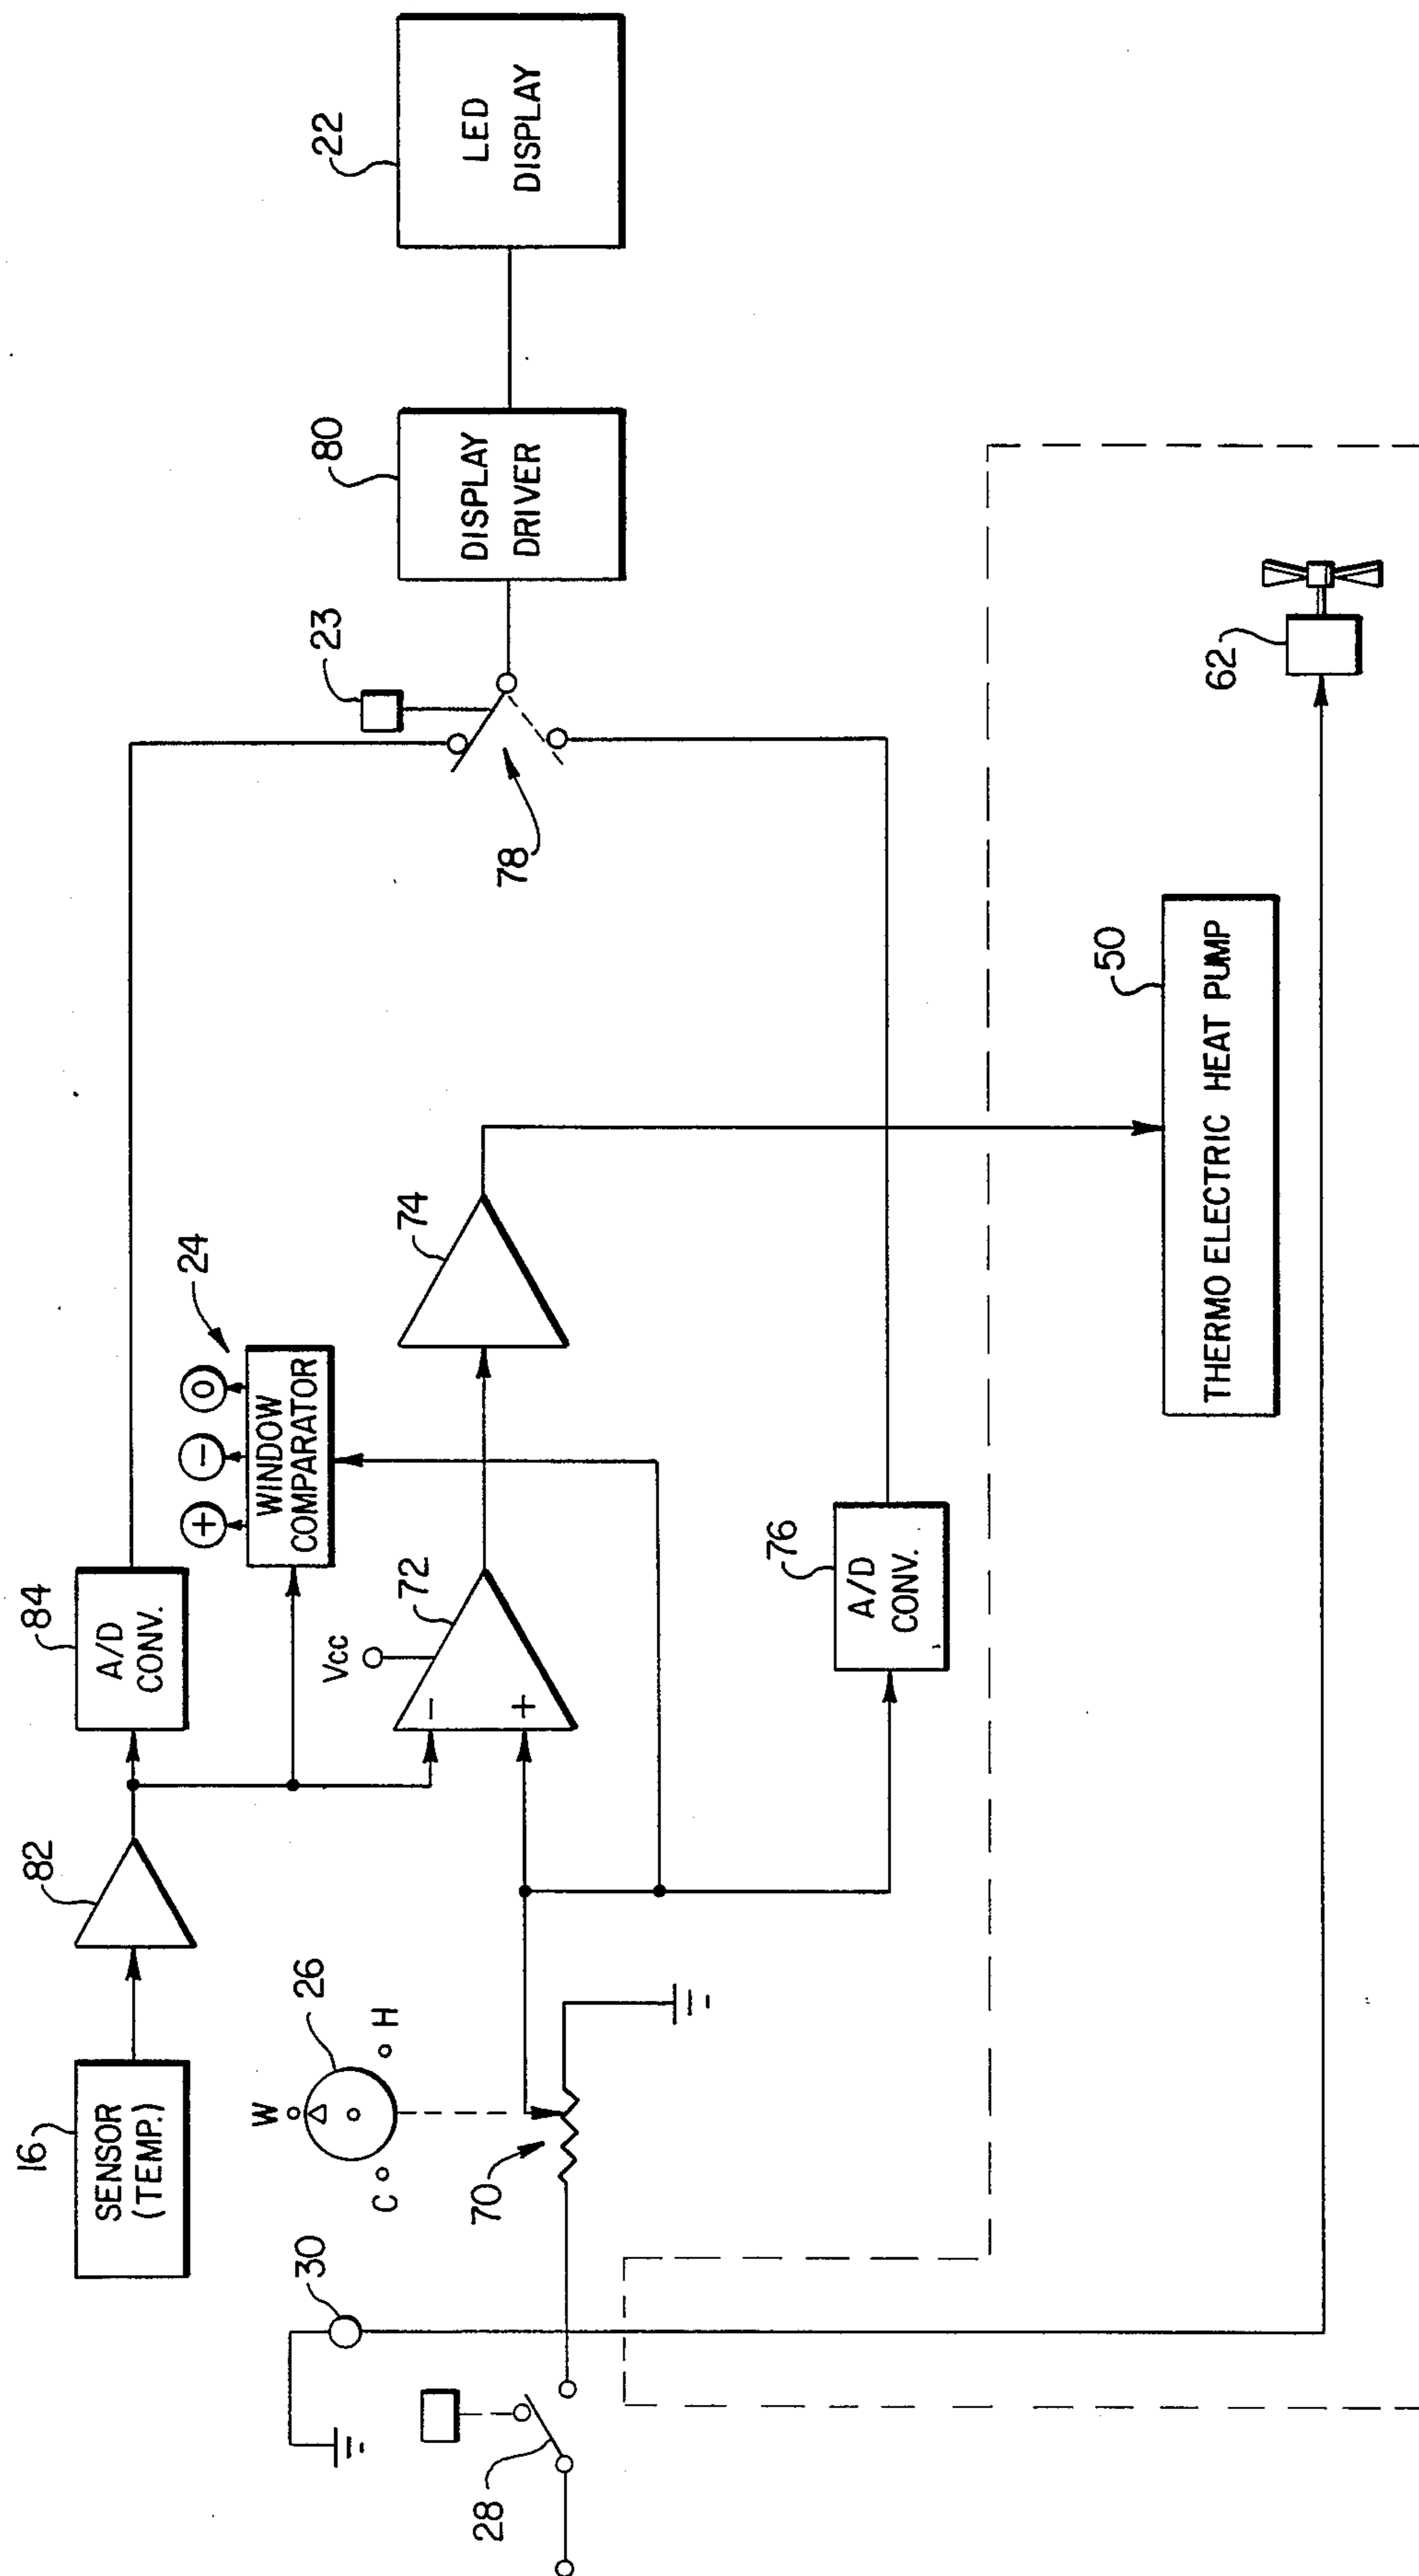 16
SENSOR
(TEMP.)
82
84
A/D
CONV.
24
+
-
O
WINDOW
COMPARATOR
W
26
C
H
Vcc
72
-
+
74
70
30
28
76
A/D
CONV.
23
78
80
DISPLAY
DRIVER
22
LED
DISPLAY
50
THERMO ELECTRIC HEAT PUMP
62